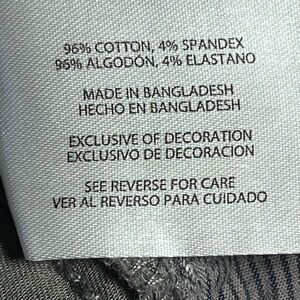 96% COTTON, 4% SPANDEX
96% ALGODÓN, 4% ELASTANO
MADE IN BANGLADESH
HECHO EN BANGLADESH
EXCLUSIVE OF DECORATION
EXCLUSIVO DE DECORACION
SEE REVERSE FOR CARE
VER AL REVERSO PARA CUIDADO